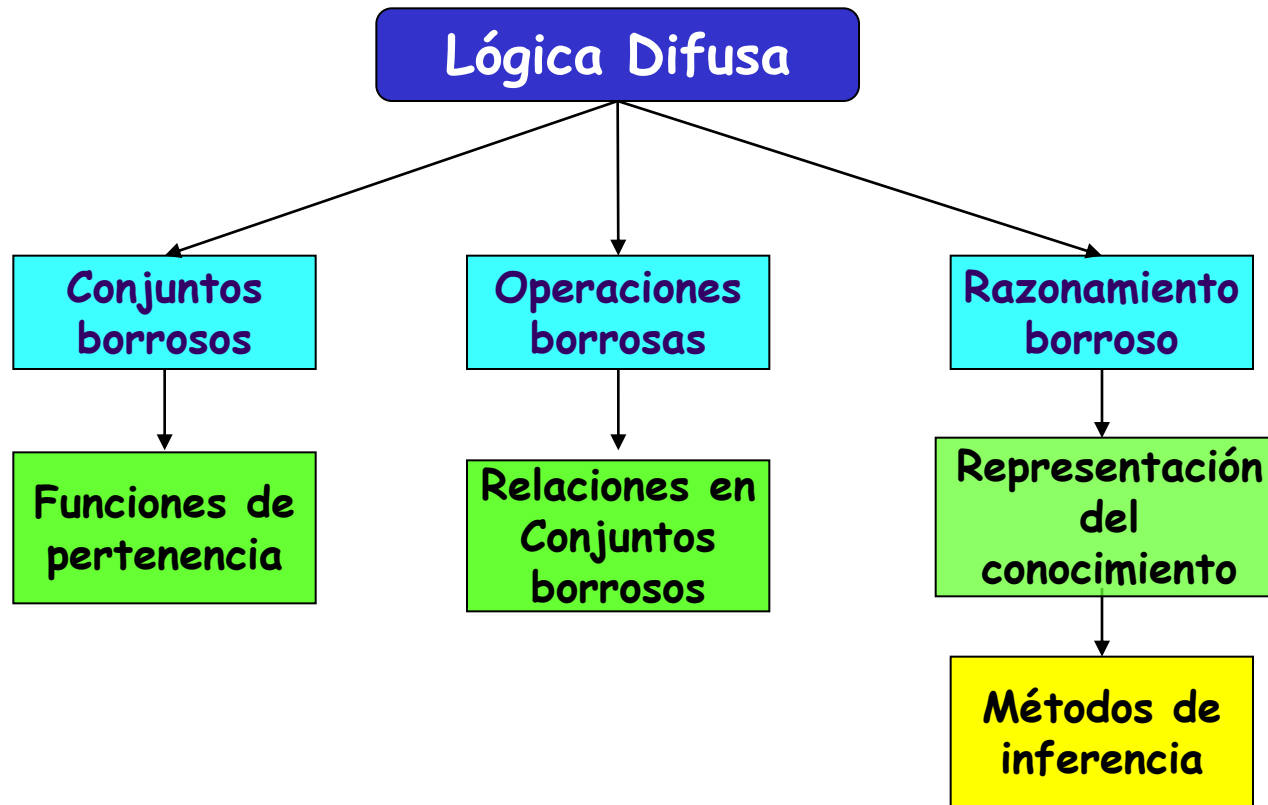 Lógica Difusa
Conjuntos
borrosos
Operaciones
borrosas
Razonamiento
borroso
Funciones de
pertenencia
Relaciones en
Conjuntos
borrosos
Representación
del
conocimiento
Métodos de
inferencia